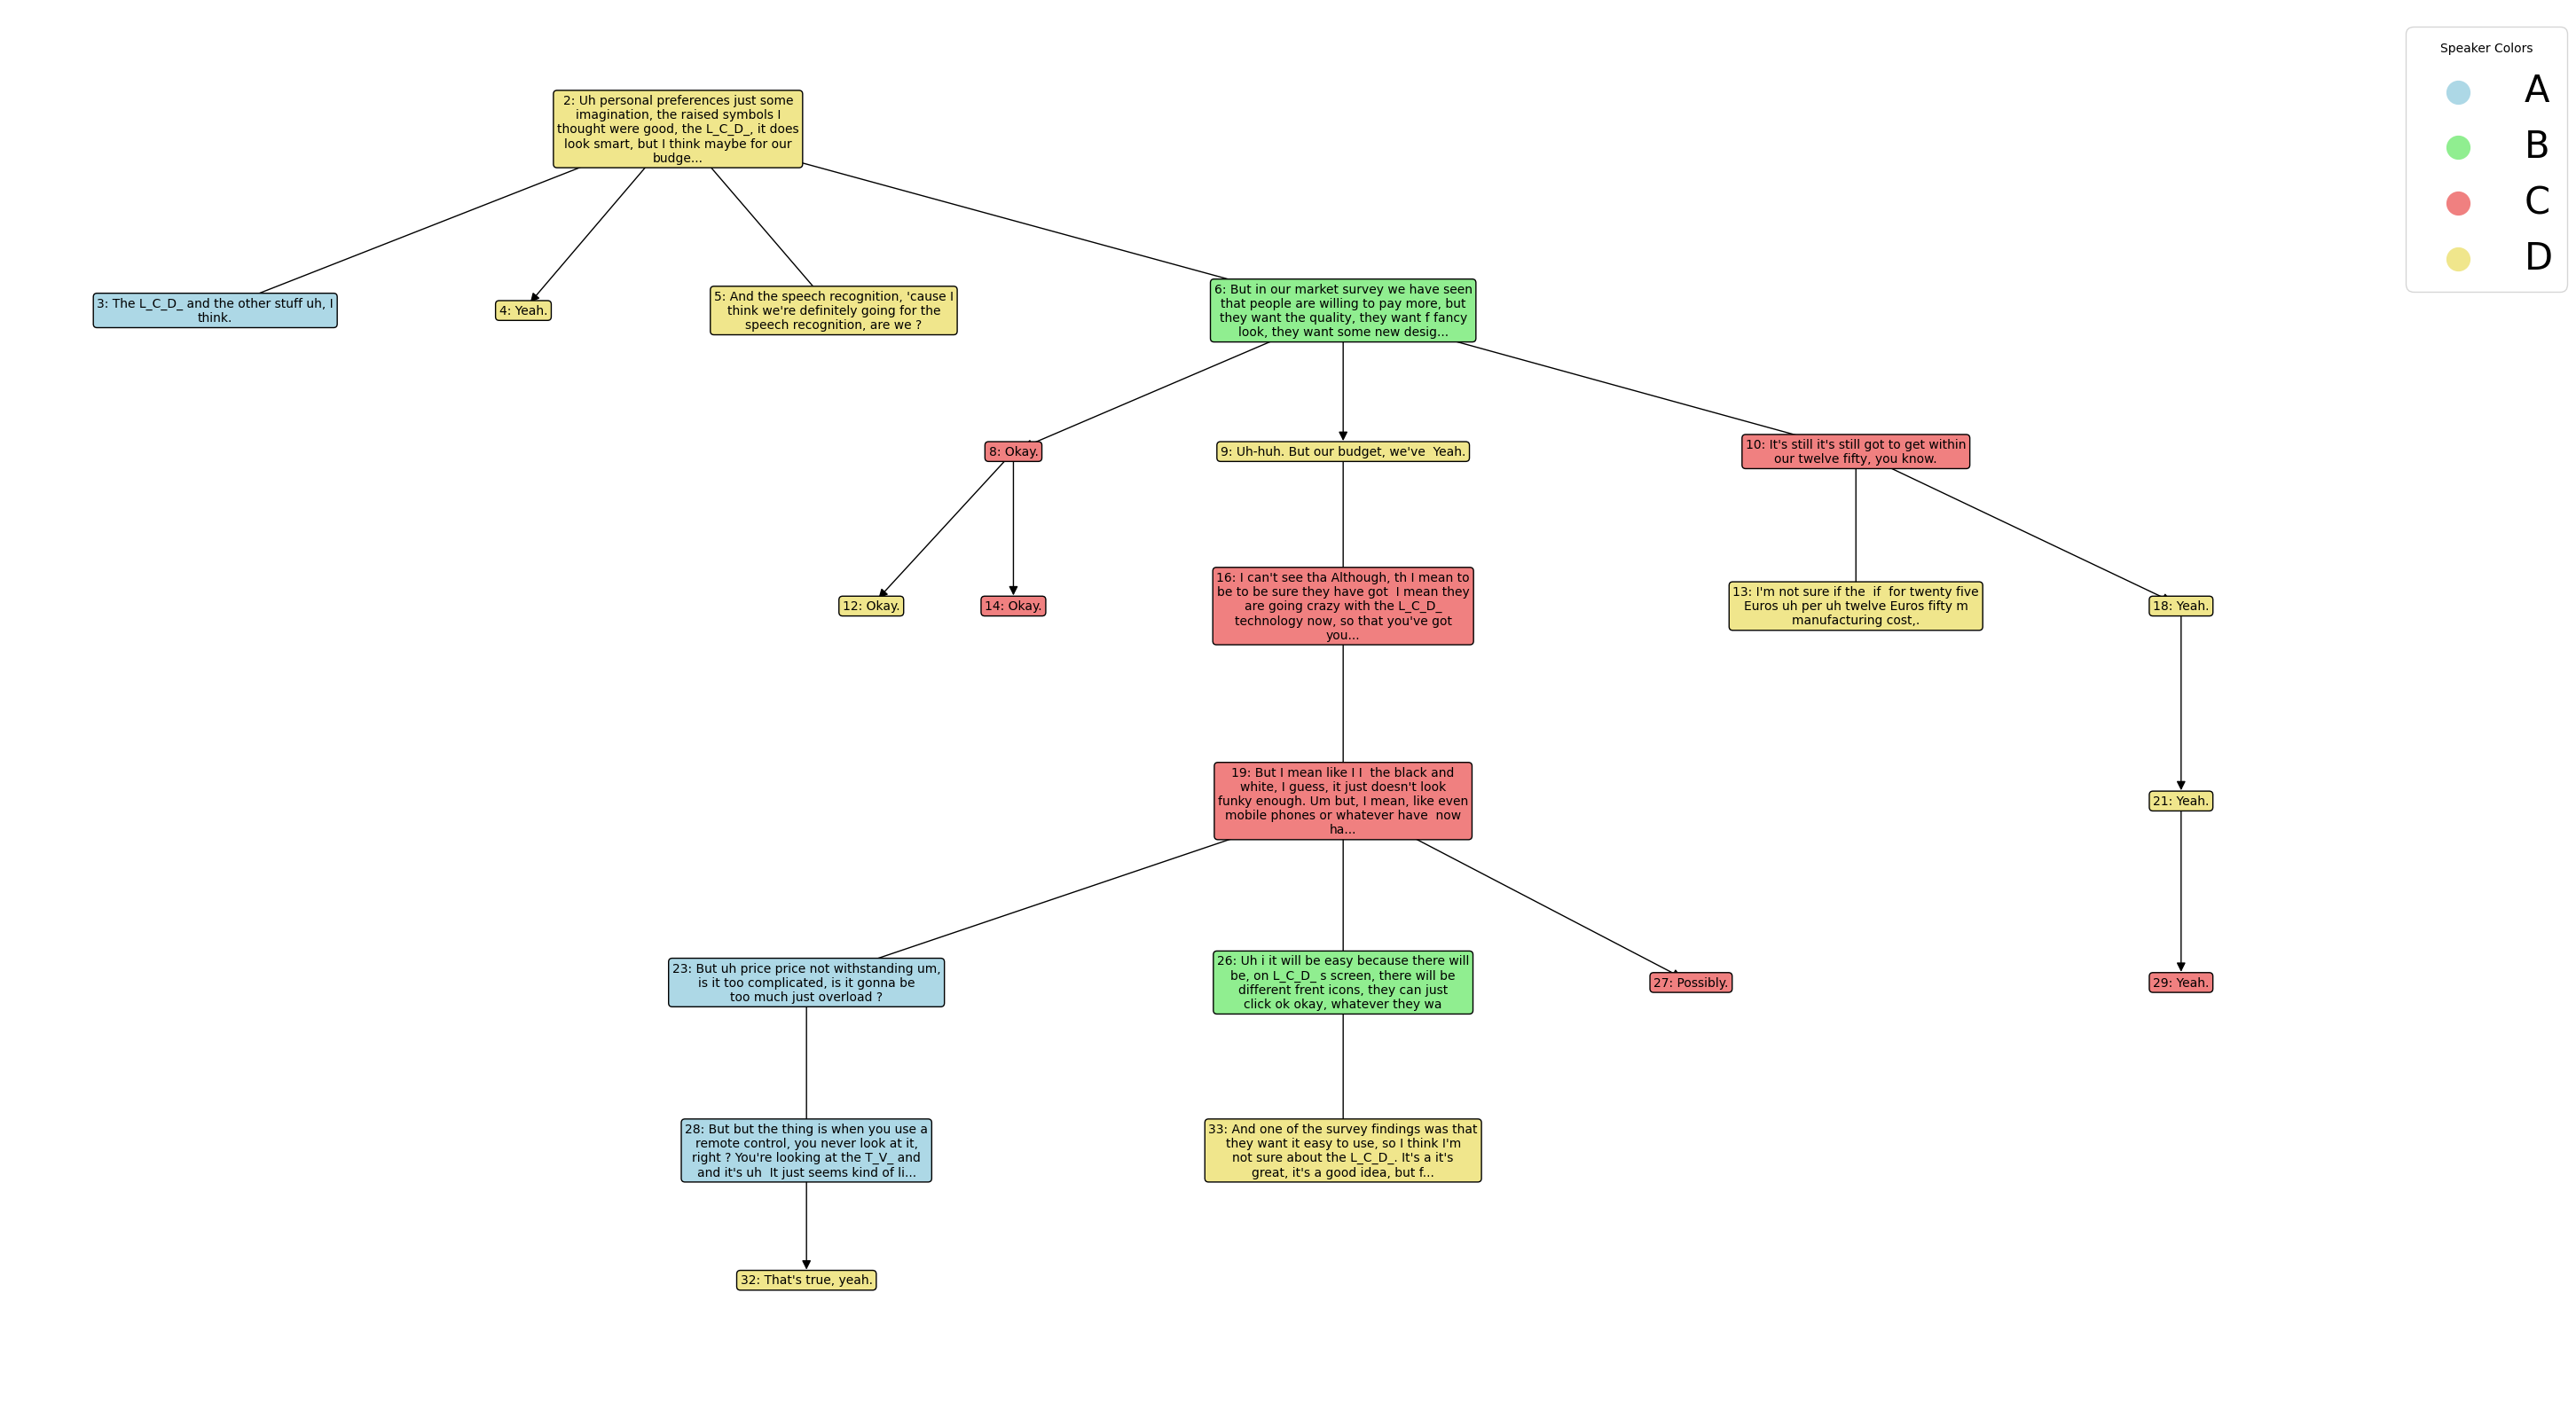 Speaker Colors
A
B
C
D
2: Uh personal preferences just some
imagination, the raised symbols I
thought were good, the L_C_D_, it does
look smart, but I think maybe for our
budge...
3: The L_C_D_ and the other stuff uh, I
think.
4: Yeah.
5: And the speech recognition, 'cause I
think we're definitely going for the
speech recognition, are we ?
6: But in our market survey we have seen
that people are willing to pay more, but
they want the quality, they want f fancy
look, they want some new desig...
8: Okay.
9: Uh-huh. But our budget, we've  Yeah.
10: It's still it's still got to get within
our twelve fifty, you know.
12: Okay.
14: Okay.
16: I can't see tha Although, th I mean to
be to be sure they have got  I mean they
are going crazy with the L_C_D_
technology now, so that you've got
you...
13: I'm not sure if the  if  for twenty five
Euros uh per uh twelve Euros fifty m
manufacturing cost,.
18: Yeah.
19: But I mean like I I  the black and
white, I guess, it just doesn't look
funky enough. Um but, I mean, like even
mobile phones or whatever have  now
ha...
21: Yeah.
23: But uh price price not withstanding um,
is it too complicated, is it gonna be
too much just overload ?
26: Uh i it will be easy because there will
be, on L_C_D_ s screen, there will be
different frent icons, they can just
click ok okay, whatever they wa
27: Possibly.
29: Yeah.
28: But but the thing is when you use a
remote control, you never look at it,
right ? You're looking at the T_V_ and
and it's uh  It just seems kind of li...
33: And one of the survey findings was that
they want it easy to use, so I think I'm
not sure about the L_C_D_. It's a it's
great, it's a good idea, but f...
32: That's true, yeah.